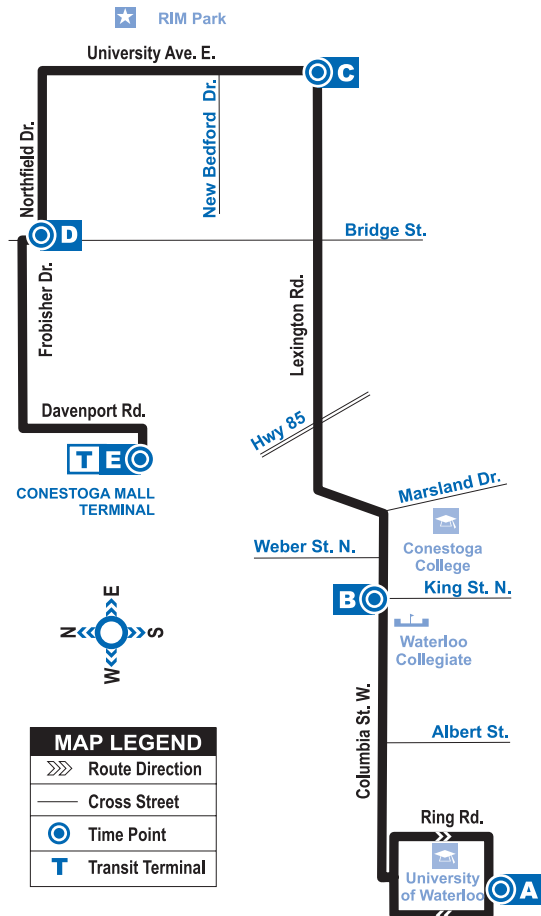 RIM Park
University Ave. E.
C
New Bedford Dr.
Northfield Dr.
D
Bridge St.
Frobisher Dr.
Lexington Rd.
Davenport Rd.
T E
CONESTOGA MALL
TERMINAL
Hwy 85
Marsland Dr.
Weber St. N.
Conestoga
College
B
King St. N.
Waterloo
Collegiate
E
N
S
W
Columbia St. W.
Albert St.
Ring Rd.
University
of Waterloo
A
MAP LEGEND
Route Direction
Cross Street
Time Point
T Transit Terminal